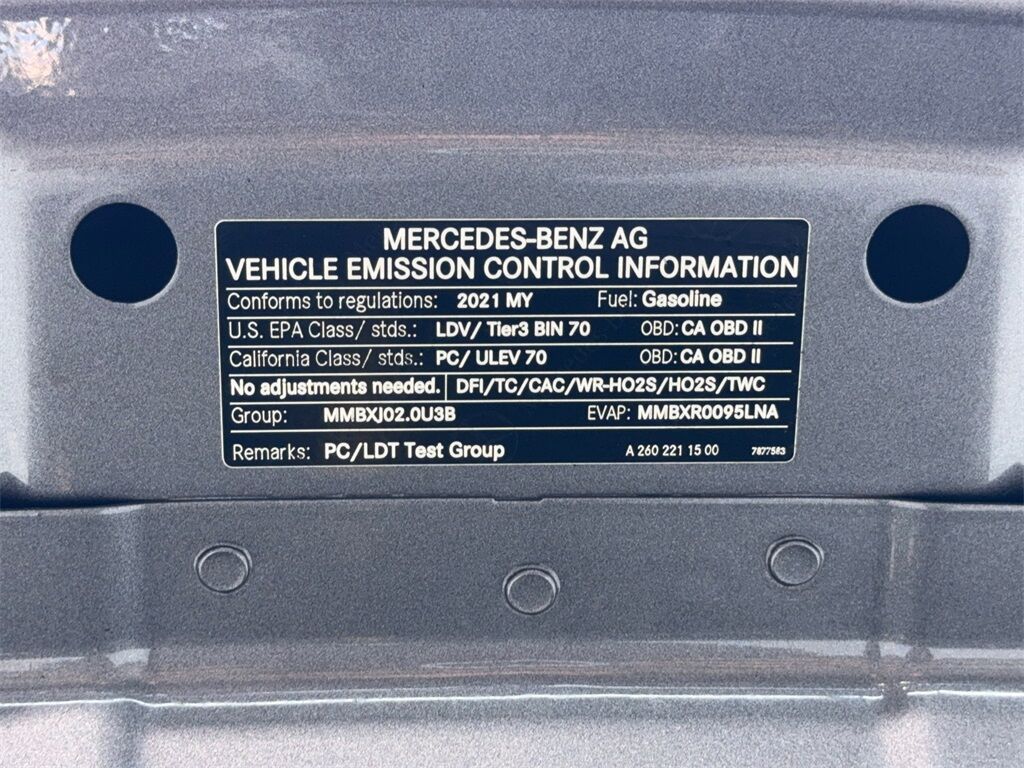 MERCEDES-BENZ AG
VEHICLE EMISSION CONTROL INFORMATION
Conforms to regulations: 2021 MY Fuel: Gasoline
U.S. EPA Class/ stds.: LDV/ Tier3 BIN 70 OBD: CA OBD II
California Class/ stds.: PC/ ULEV 70 OBD: CA OBD II
No adjustments needed. DFI/TC/CAC/WR-HO2S/HO2S/TWC
Group: MMBXJ02.0U3B EVAP: MMBXR0095LNA
Remarks: PC/LDT Test Group A 260 221 15 00 7877583